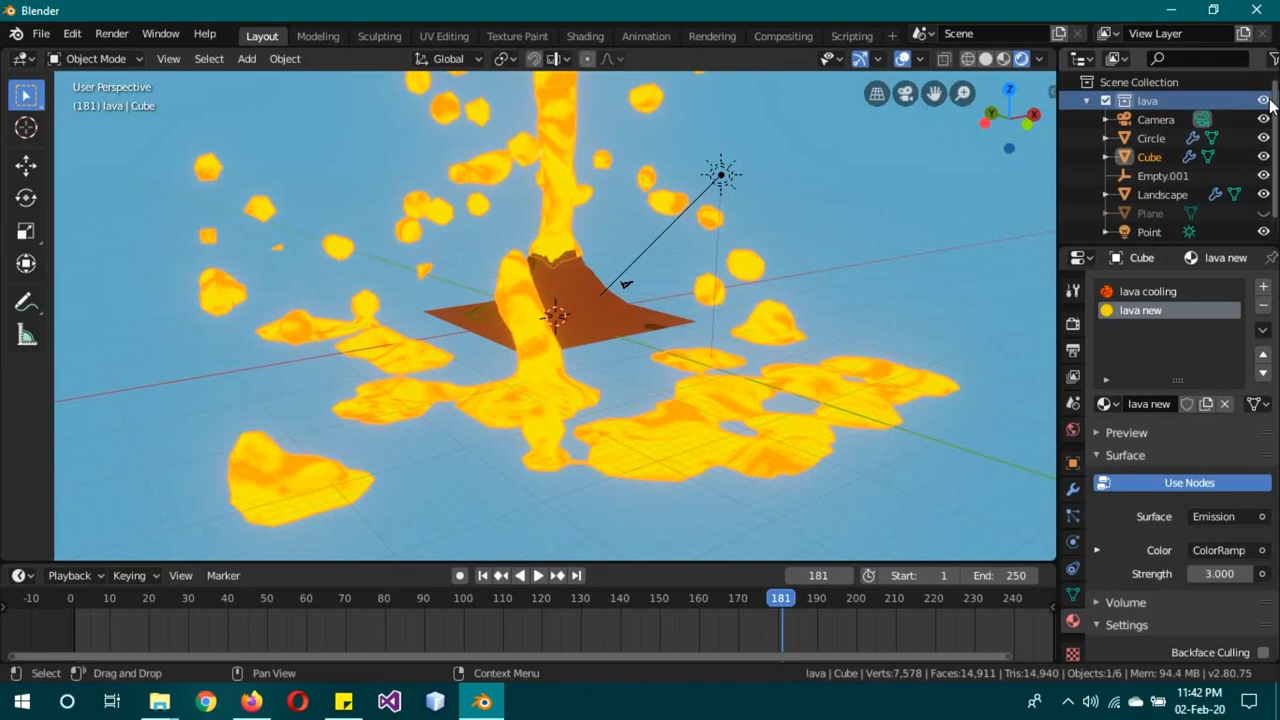 Blender
File Edit Render Window Help Layout Modeling Sculpting UV Editing Texture Paint Shading Animation Rendering Compositing Scripting + Scene View Layer
Object Mode View Select Add Object Global
User Perspective
(181) lava | Cube
Z
Y
X
Scene Collection
lava
Camera
Circle
Cube
Empty.001
Landscape
Plane
Point
Cube lava new
lava cooling
lava new
lava new
Preview
Surface
Use Nodes
Surface Emission
Color ColorRamp
Strength 3.000
Volume
Settings
Backface Culling
Playback Keying View Marker 181 Start: 1 End: 250
-10 0 10 20 30 40 50 60 70 80 90 100 110 120 130 140 150 160 170 181 190 200 210 220 230 240
Select Drag and Drop Pan View Context Menu lava | Cube | Verts:7,578 | Faces:14,911 | Tris:14,940 | Objects:1/6 | Mem: 94.4 MB | v2.80.75
11:42 PM
02-Feb-20